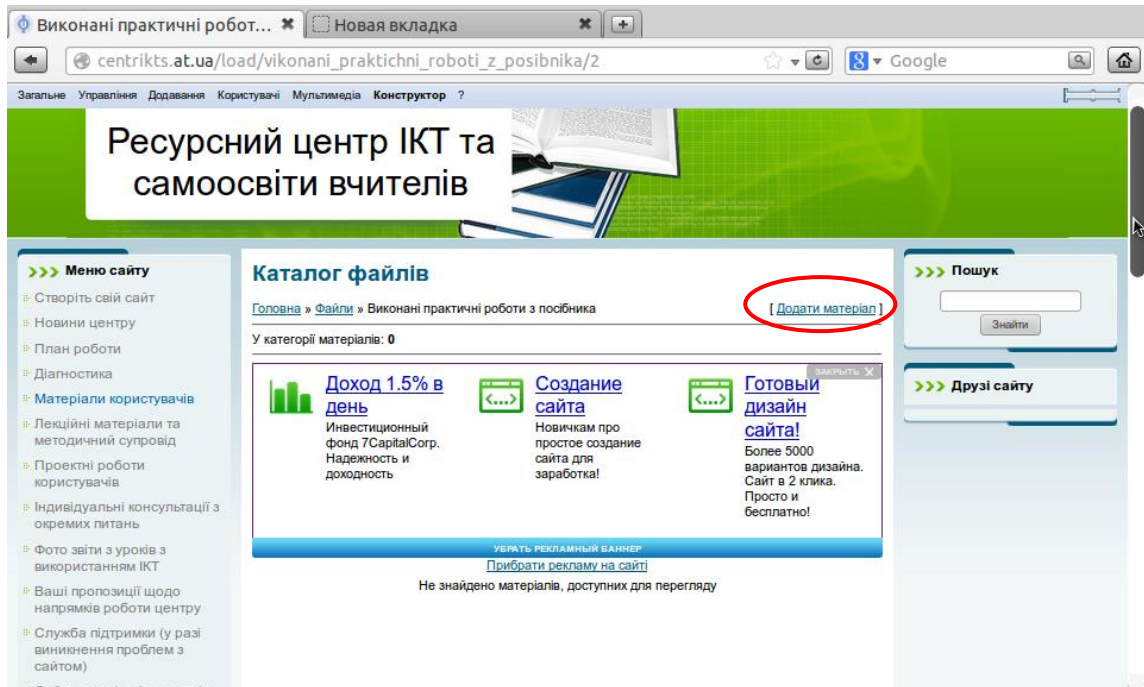 Виконані практичні робот...
Новая вкладка
centrikts.at.ua/load/vikonani_praktichni_roboti_z_posibnika/2
Google
Загальне Управління Додавання Користувачі Мультимедіа Конструктор ?
Ресурсний центр ІКТ та
самоосвіти вчителів
>>> Меню сайту
Створіть свій сайт
Новини центру
План роботи
Діагностика
Матеріали користувачів
Лекційні матеріали та
методичний супровід
Проектні роботи
користувачів
Індивідуальні консультації з
окремих питань
Фото звіти з уроків з
використанням ІКТ
Ваші пропозиції щодо
напрямків роботи центру
Служба підтримки (у разі
виникнення проблем з
сайтом)
Каталог файлів
Головна » Файли » Виконані практичні роботи з посібника
[ Додати матеріал ]
У категорії матеріалів: 0
ЗАКРЫТЬ X
Доход 1.5% в
день
Инвестиционный
фонд 7CapitalCorp.
Надежность и
доходность
Создание
сайта
Новичкам про
простое создание
сайта для
заработка!
Готовый
дизайн
сайта!
Более 5000
вариантов дизайна.
Сайт в 2 клика.
Просто и
бесплатно!
УБРАТЬ РЕКЛАМНЫЙ БАННЕР
Прибрати рекламу на сайті
Не знайдено матеріалів, доступних для перегляду
>>> Пошук
Знайти
>>> Друзі сайту